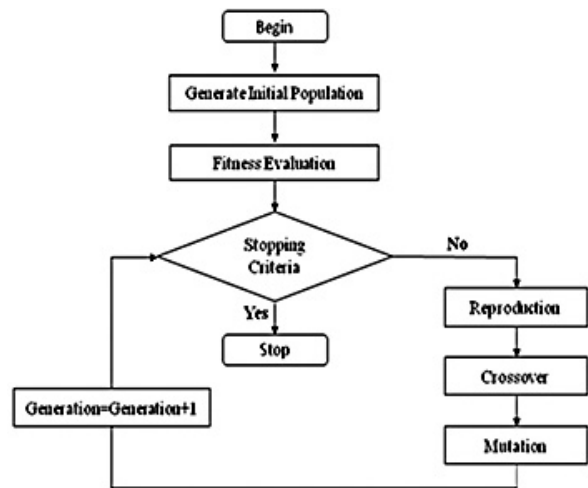 Begin
Generate Initial Population
Fitness Evaluation
Stopping
Criteria
No
Yes
Reproduction
Stop
Crossover
Generation=Generation+1
Mutation